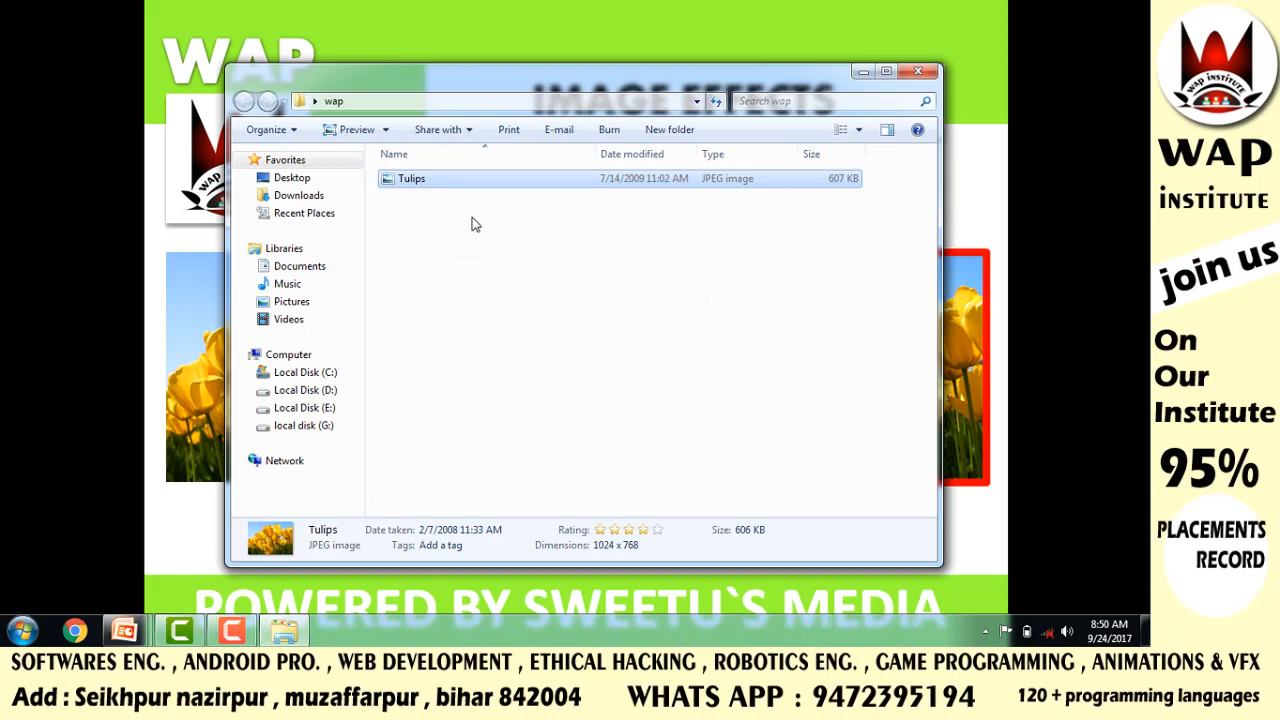 WAP
IMAGE EFFECTS
wap
Search wap
Organize
Preview
Share with
Print
E-mail
Burn
New folder
Name
Date modified
Type
Size
Tulips
7/14/2009 11:02 AM
JPEG image
607 KB
Favorites
Desktop
Downloads
Recent Places
Libraries
Documents
Music
Pictures
Videos
Computer
Local Disk (C:)
Local Disk (D:)
Local Disk (E:)
local disk (G:)
Network
Tulips
Date taken: 2/7/2008 11:33 AM
Rating:
Size: 606 KB
JPEG image
Tags: Add a tag
Dimensions: 1024 x 768
POWERED BY SWEETU`S MEDIA
8:50 AM
9/24/2017
wap institute
wap
institute
join us
On
Our
Institute
95%
PLACEMENTS
RECORD
SOFTWARES ENG. , ANDROID PRO. , WEB DEVELOPMENT , ETHICAL HACKING , ROBOTICS ENG. , GAME PROGRAMMING , ANIMATIONS & VFX
Add : Seikhpur nazirpur , muzaffarpur , bihar 842004
WHATS APP : 9472395194
120 + programming languages